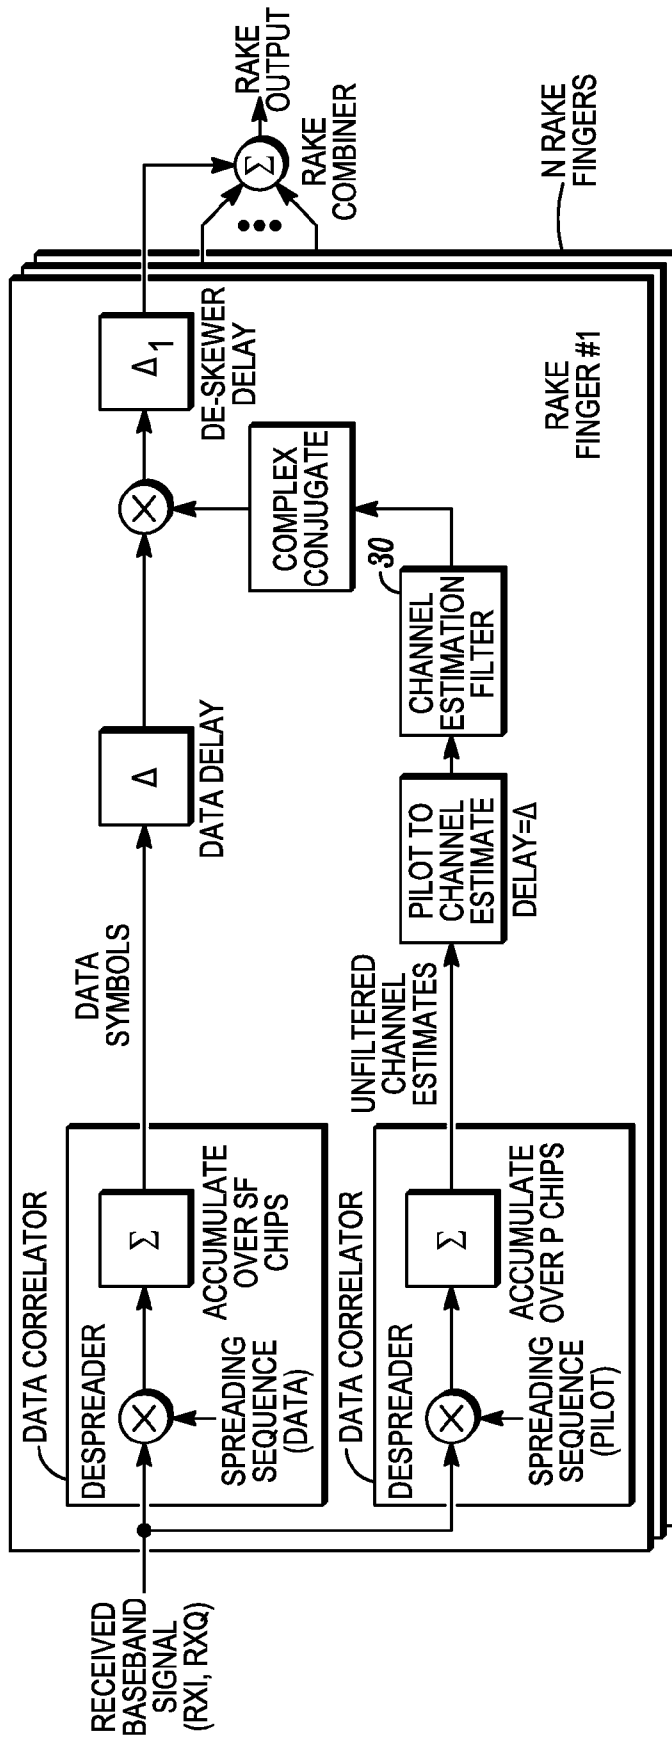 RECEIVED
BASEBAND
SIGNAL
(RXI, RXQ)
DATA CORRELATOR
DESPREADER
×
SPREADING
SEQUENCE
(DATA)
Σ
ACCUMULATE
OVER SF
CHIPS
DATA
SYMBOLS
Δ
DATA DELAY
×
Δ1
DE-SKEWER
DELAY
Σ
RAKE
OUTPUT
RAKE
COMBINER
DATA CORRELATOR
DESPREADER
×
SPREADING
SEQUENCE
(PILOT)
Σ
ACCUMULATE
OVER P CHIPS
UNFILTERED
CHANNEL
ESTIMATES
PILOT TO
CHANNEL
ESTIMATE
DELAY=Δ
CHANNEL
ESTIMATION
FILTER
30
COMPLEX
CONJUGATE
RAKE
FINGER #1
N RAKE
FINGERS